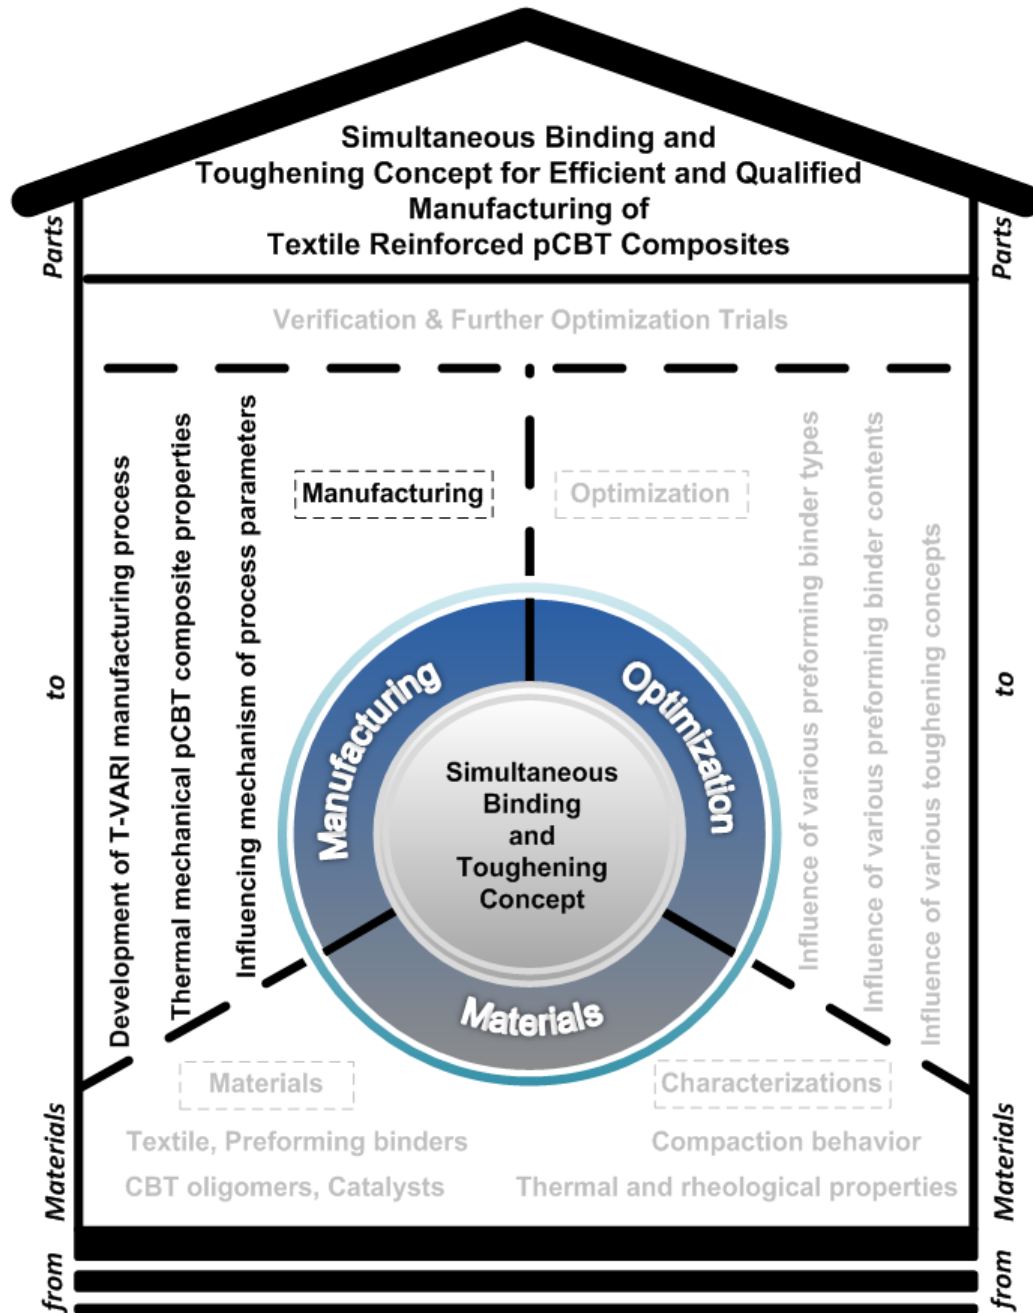 Simultaneous Binding and
Toughening Concept for Efficient and Qualified
Manufacturing of
Textile Reinforced pCBT Composites
Parts
Parts
Verification & Further Optimization Trials
Manufacturing
Optimization
Development of T-VARI manufacturing process
Thermal mechanical pCBT composite properties
Influencing mechanism of process parameters
Influence of various preforming binder types
Influence of various preforming binder contents
Influence of various toughening concepts
to
to
Manufacturing
Optimization
Materials
Simultaneous
Binding
and
Toughening
Concept
Materials
Characterizations
Textile, Preforming binders
Compaction behavior
CBT oligomers, Catalysts
Thermal and rheological properties
Materials
Materials
from
from